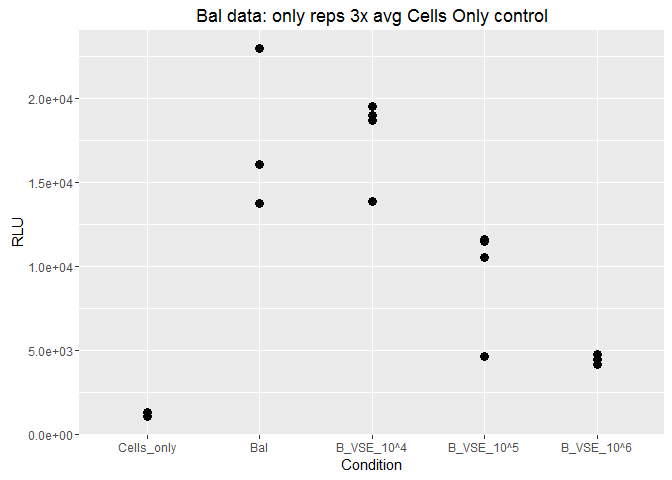 Bal data: only reps 3x avg Cells Only control
RLU
2.0e+04
1.5e+04
1.0e+04
5.0e+03
0.0e+00
Cells_only Bal B_VSE_10^4 B_VSE_10^5 B_VSE_10^6
Condition